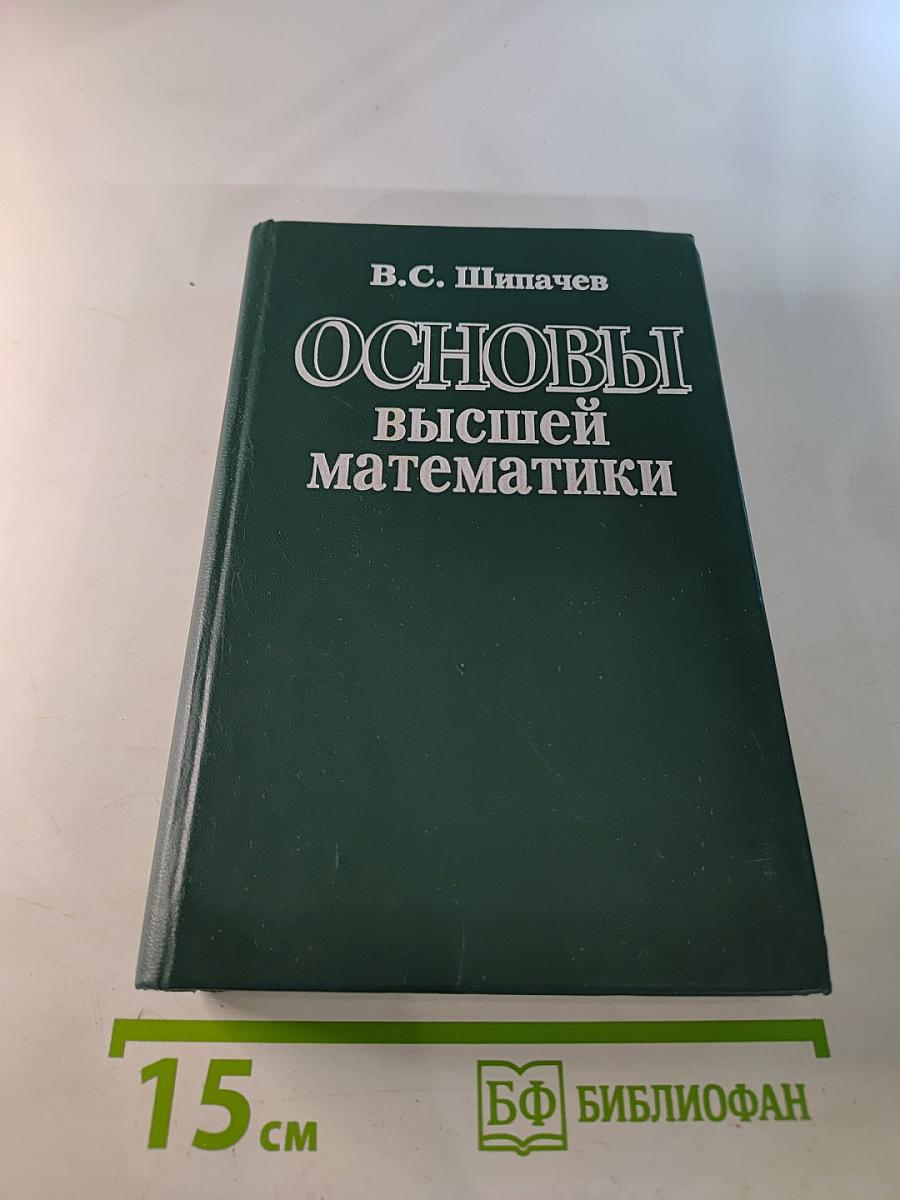 В.С. Шипачев
ОСНОВЫ
высшей
математики
15 см
БФ БИБЛИОФАН